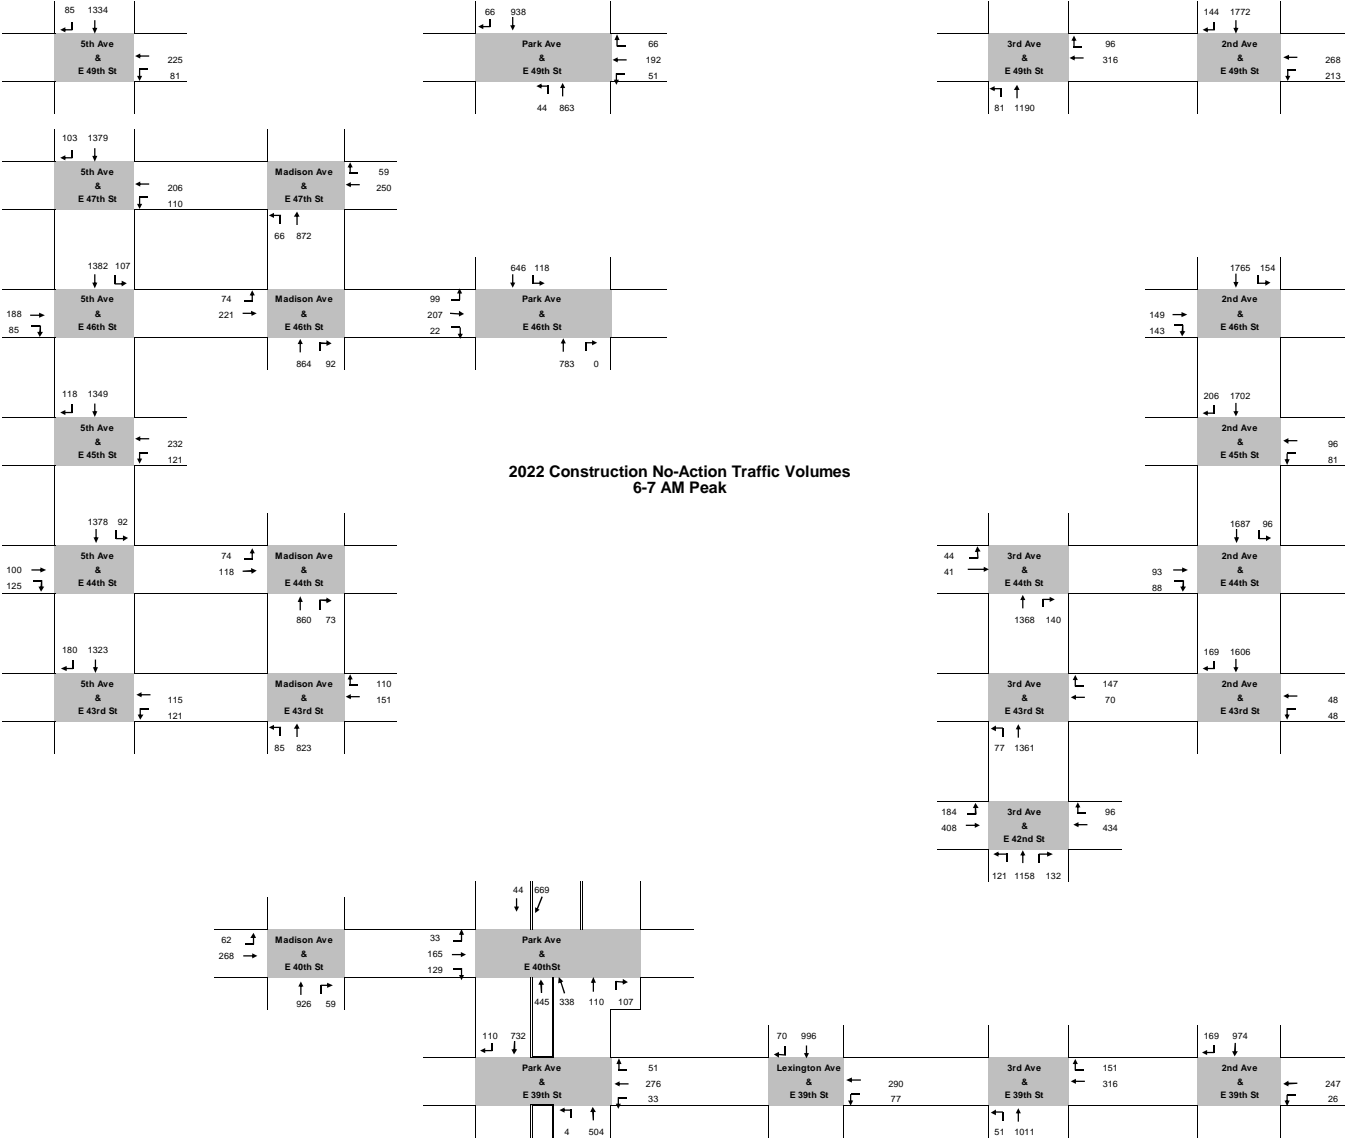 85 1334
66 938
144 1772
5th Ave
&
E 49th St
225
81
Park Ave
&
E 49th St
66
192
51
44 863
3rd Ave
&
E 49th St
96
316
81 1190
2nd Ave
&
E 49th St
268
213
103 1379
5th Ave
&
E 47th St
206
110
Madison Ave
&
E 47th St
59
250
66 872
1382 107
188
85
5th Ave
&
E 46th St
74
221
Madison Ave
&
E 46th St
864 92
646 118
99
207
22
Park Ave
&
E 46th St
783 0
1765 154
149
143
2nd Ave
&
E 46th St
118 1349
5th Ave
&
E 45th St
232
121
206 1702
2nd Ave
&
E 45th St
96
81
2022 Construction No-Action Traffic Volumes
6-7 AM Peak
1378 92
100
125
5th Ave
&
E 44th St
74
118
Madison Ave
&
E 44th St
860 73
44
41
3rd Ave
&
E 44th St
1368 140
1687 96
93
88
2nd Ave
&
E 44th St
180 1323
5th Ave
&
E 43rd St
115
121
Madison Ave
&
E 43rd St
110
151
85 823
3rd Ave
&
E 43rd St
147
70
77 1361
169 1606
2nd Ave
&
E 43rd St
48
48
184
408
3rd Ave
&
E 42nd St
96
434
121 1158 132
62
268
Madison Ave
&
E 40th St
926 59
44 669
33
165
129
Park Ave
&
E 40thSt
445 338 110 107
110 732
Park Ave
&
E 39th St
51
276
33
4 504
70 996
Lexington Ave
&
E 39th St
290
77
3rd Ave
&
E 39th St
151
316
51 1011
169 974
2nd Ave
&
E 39th St
247
26